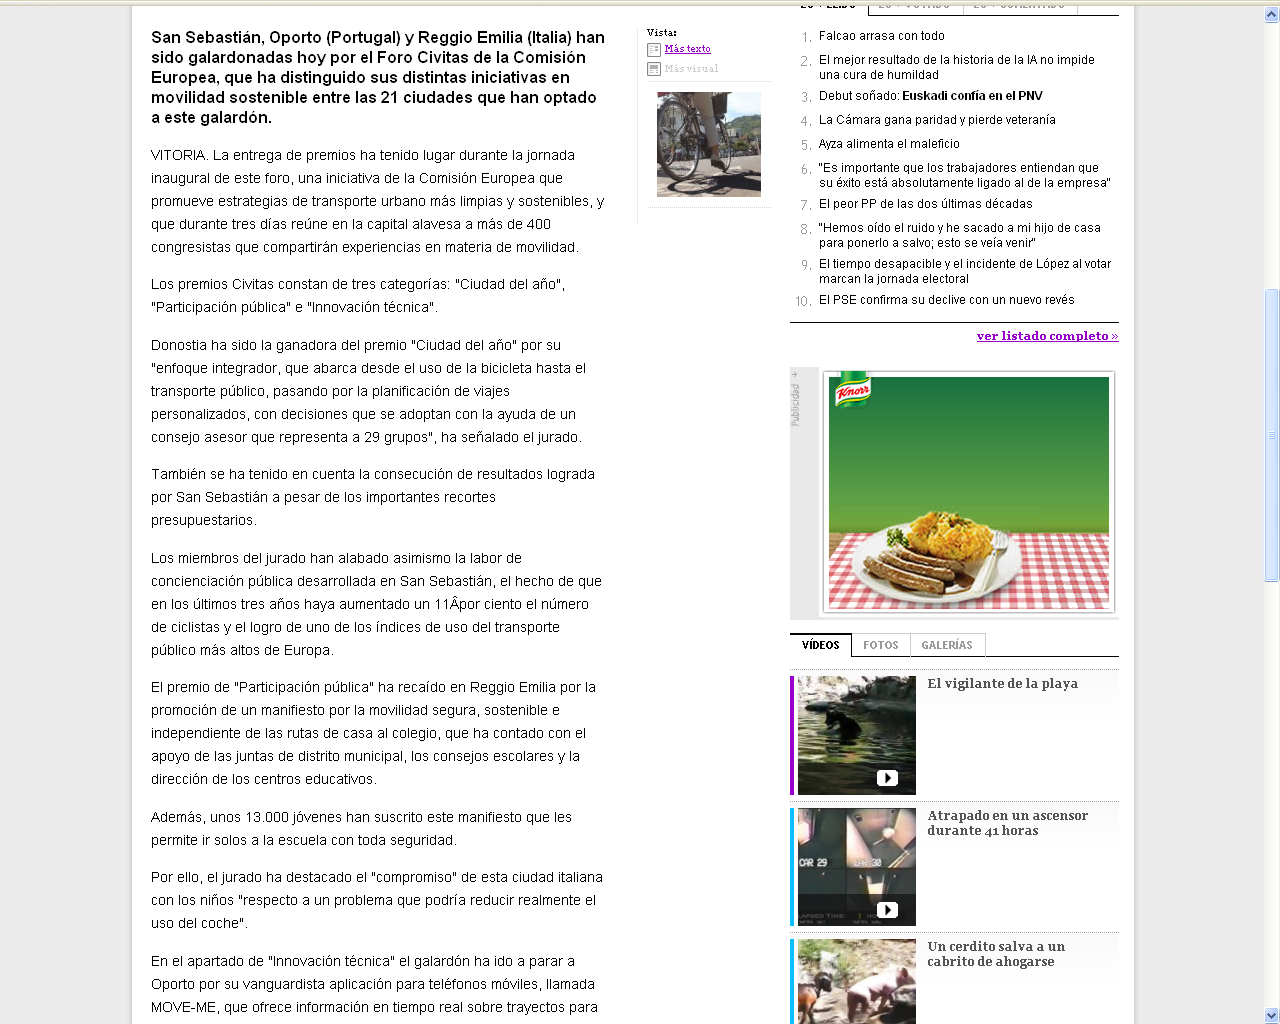 San Sebastián, Oporto (Portugal) y Reggio Emilia (Italia) han
sido galardonadas hoy por el Foro Civitas de la Comisión
Europea, que ha distinguido sus distintas iniciativas en
movilidad sostenible entre las 21 ciudades que han optado
a este galardón.
VITORIA. La entrega de premios ha tenido lugar durante la jornada
inaugural de este foro, una iniciativa de la Comisión Europea que
promueve estrategias de transporte urbano más limpias y sostenibles, y
que durante tres días reúne en la capital alavesa a más de 400
congresistas que compartirán experiencias en materia de movilidad.
Los premios Civitas constan de tres categorías: "Ciudad del año",
"Participación pública" e "Innovación técnica".
Donostia ha sido la ganadora del premio "Ciudad del año" por su
"enfoque integrador, que abarca desde el uso de la bicicleta hasta el
transporte público, pasando por la planificación de viajes
personalizados, con decisiones que se adoptan con la ayuda de un
consejo asesor que representa a 29 grupos", ha señalado el jurado.
También se ha tenido en cuenta la consecución de resultados lograda
por San Sebastián a pesar de los importantes recortes
presupuestarios.
Los miembros del jurado han alabado asimismo la labor de
concienciación pública desarrollada en San Sebastián, el hecho de que
en los últimos tres años haya aumentado un 11Âpor ciento el número
de ciclistas y el logro de uno de los índices de uso del transporte
público más altos de Europa.
El premio de "Participación pública" ha recaído en Reggio Emilia por la
promoción de un manifiesto por la movilidad segura, sostenible e
independiente de las rutas de casa al colegio, que ha contado con el
apoyo de las juntas de distrito municipal, los consejos escolares y la
dirección de los centros educativos.
Además, unos 13.000 jóvenes han suscrito este manifiesto que les
permite ir solos a la escuela con toda seguridad.
Por ello, el jurado ha destacado el "compromiso" de esta ciudad italiana
con los niños "respecto a un problema que podría reducir realmente el
uso del coche".
En el apartado de "Innovación técnica" el galardón ha ido a parar a
Oporto por su vanguardista aplicación para teléfonos móviles, llamada
MOVE-ME, que ofrece información en tiempo real sobre trayectos para
Vista:
Más texto
Más visual
LO + LEÍDO LO + VOTADO LO + COMENTADO
1. Falcao arrasa con todo
2. El mejor resultado de la historia de la IA no impide
una cura de humildad
3. Debut soñado: Euskadi confía en el PNV
4. La Cámara gana paridad y pierde veteranía
5. Ayza alimenta el maleficio
6. "Es importante que los trabajadores entiendan que
su éxito está absolutamente ligado al de la empresa"
7. El peor PP de las dos últimas décadas
8. "Hemos oído el ruido y he sacado a mi hijo de casa
para ponerlo a salvo; esto se veía venir"
9. El tiempo desapacible y el incidente de López al votar
marcan la jornada electoral
10. El PSE confirma su declive con un nuevo revés
ver listado completo »
Publicidad
Knorr
VÍDEOS FOTOS GALERÍAS
El vigilante de la playa
CAR 29 CAR 30
ELAPSED TIME:
Atrapado en un ascensor
durante 41 horas
Un cerdito salva a un
cabrito de ahogarse